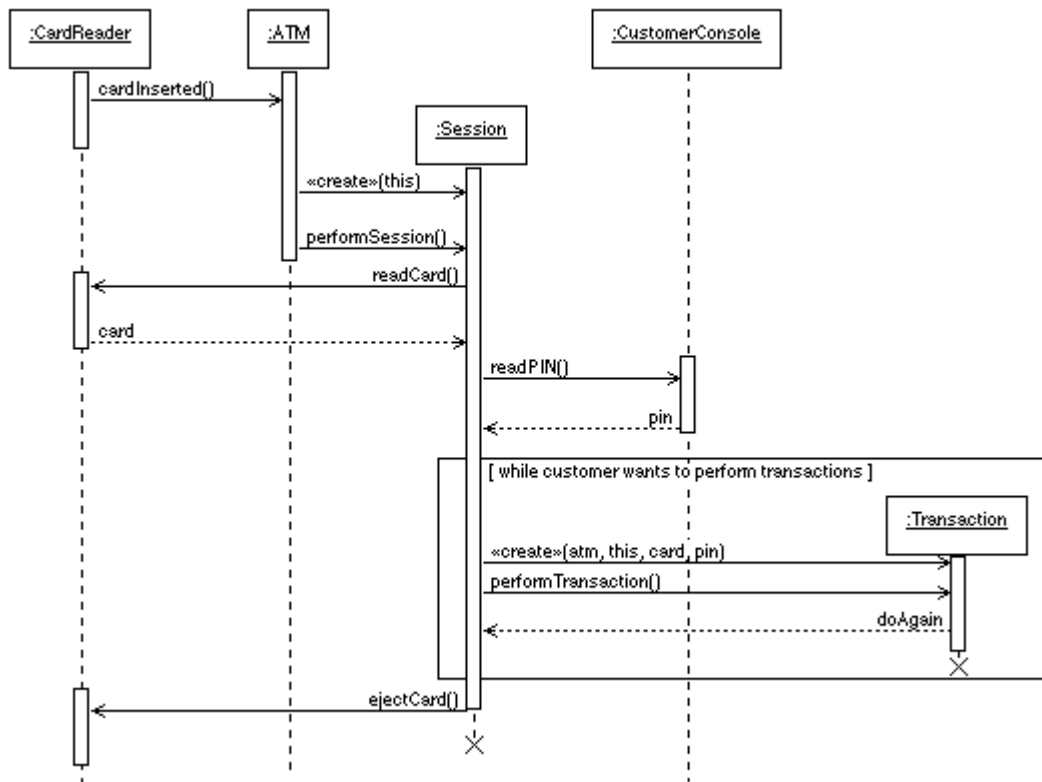 :CardReader
:ATM
:CustomerConsole
cardInserted()
:Session
«create»(this)
performSession()
readCard()
card
readPIN()
pin
[ while customer wants to perform transactions ]
:Transaction
«create»(atm, this, card, pin)
performTransaction()
doAgain
ejectCard()